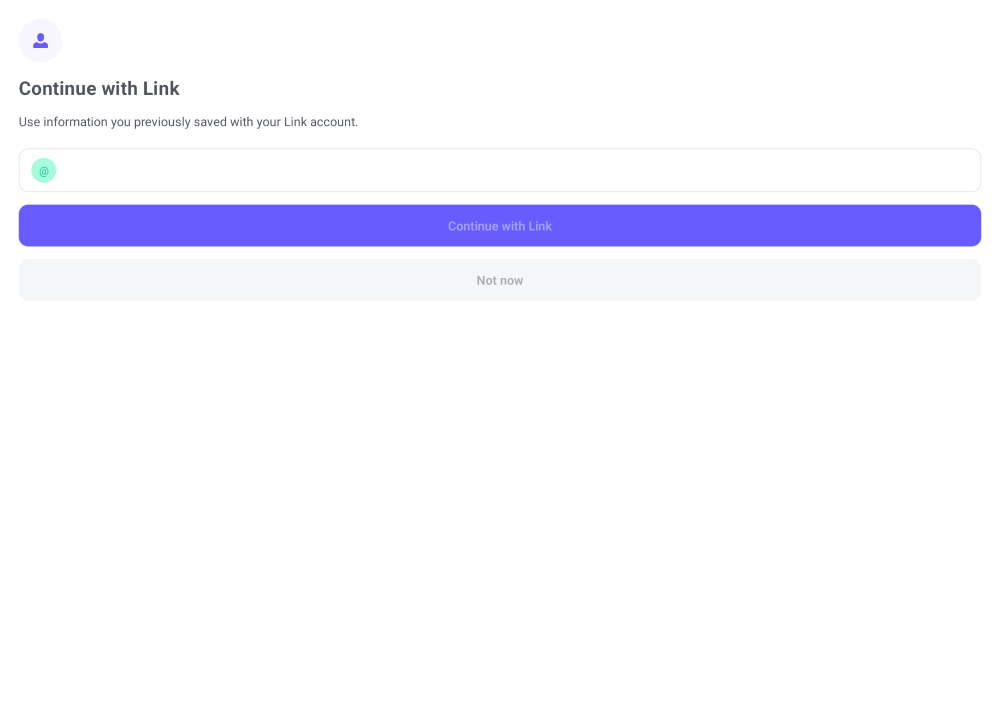 Continue with Link
Use information you previously saved with your Link account.
@
Continue with Link
Not now